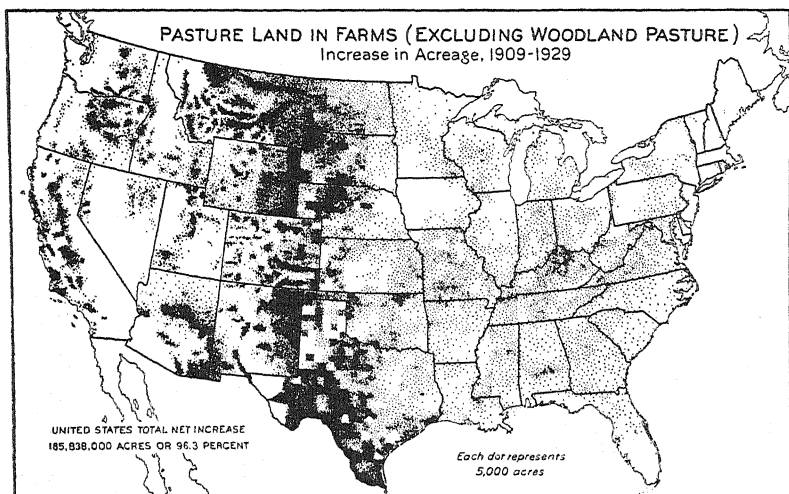 PASTURE LAND IN FARMS (EXCLUDING WOODLAND PASTURE)
Increase in Acreage, 1909-1929
UNITED STATES TOTAL NET INCREASE
185,838,000 ACRES OR 96.3 PERCENT
Each dot represents
5,000 acres